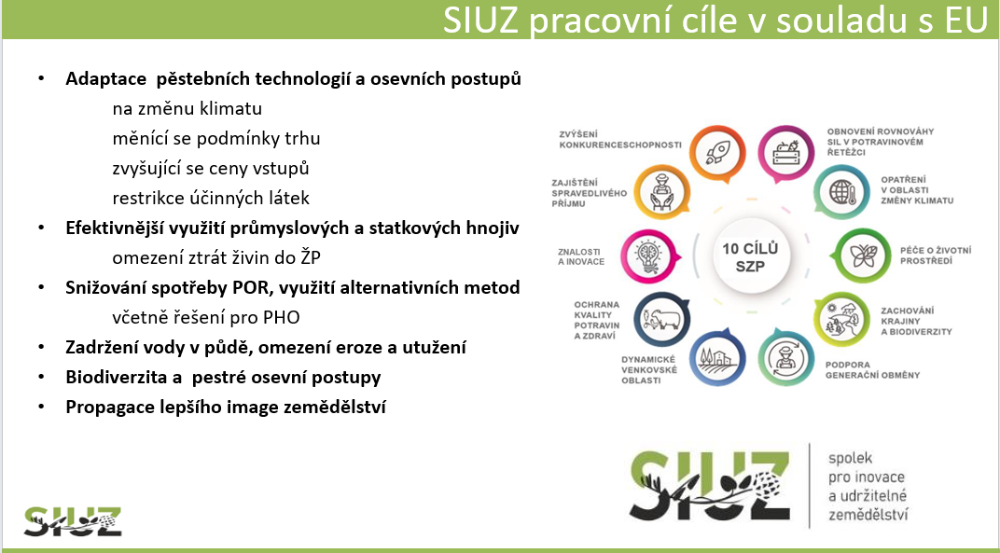 SIUZ pracovní cíle v souladu s EU
• Adaptace  pěstebních technologií a osevních postupů
na změnu klimatu
měnící se podmínky trhu
zvyšující se ceny vstupů
restrikce účinných látek
• Efektivnější využití průmyslových a statkových hnojiv
omezení ztrát živin do ŽP
• Snižování spotřeby POR, využití alternativních metod
včetně řešení pro PHO
• Zadržení vody v půdě, omezení eroze a utužení
• Biodiverzita a  pestré osevní postupy
• Propagace lepšího image zemědělství
ZVÝŠENÍ
KONKURENCESCHOPNOSTI
OBNOVENÍ ROVNOVÁHY
SIL V POTRAVINOVÉM
ŘETĚZCI
ZAJIŠTĚNÍ
SPRAVEDLIVÉHO
PŘÍJMU
OPATŘENÍ
V OBLASTI
ZMĚNY KLIMATU
ZNALOSTI
A INOVACE
10 CÍLŮ
SZP
PÉČE O ŽIVOTNÍ
PROSTŘEDÍ
OCHRANA
KVALITY
POTRAVIN
A ZDRAVÍ
ZACHOVÁNÍ
KRAJINY
A BIODIVERZITY
DYNAMICKÉ
VENKOVSKÉ
OBLASTI
PODPORA
GENERAČNÍ OBMĚNY
SIUZ
spolek
pro inovace
a udržitelné
zemědělství
SIUZ